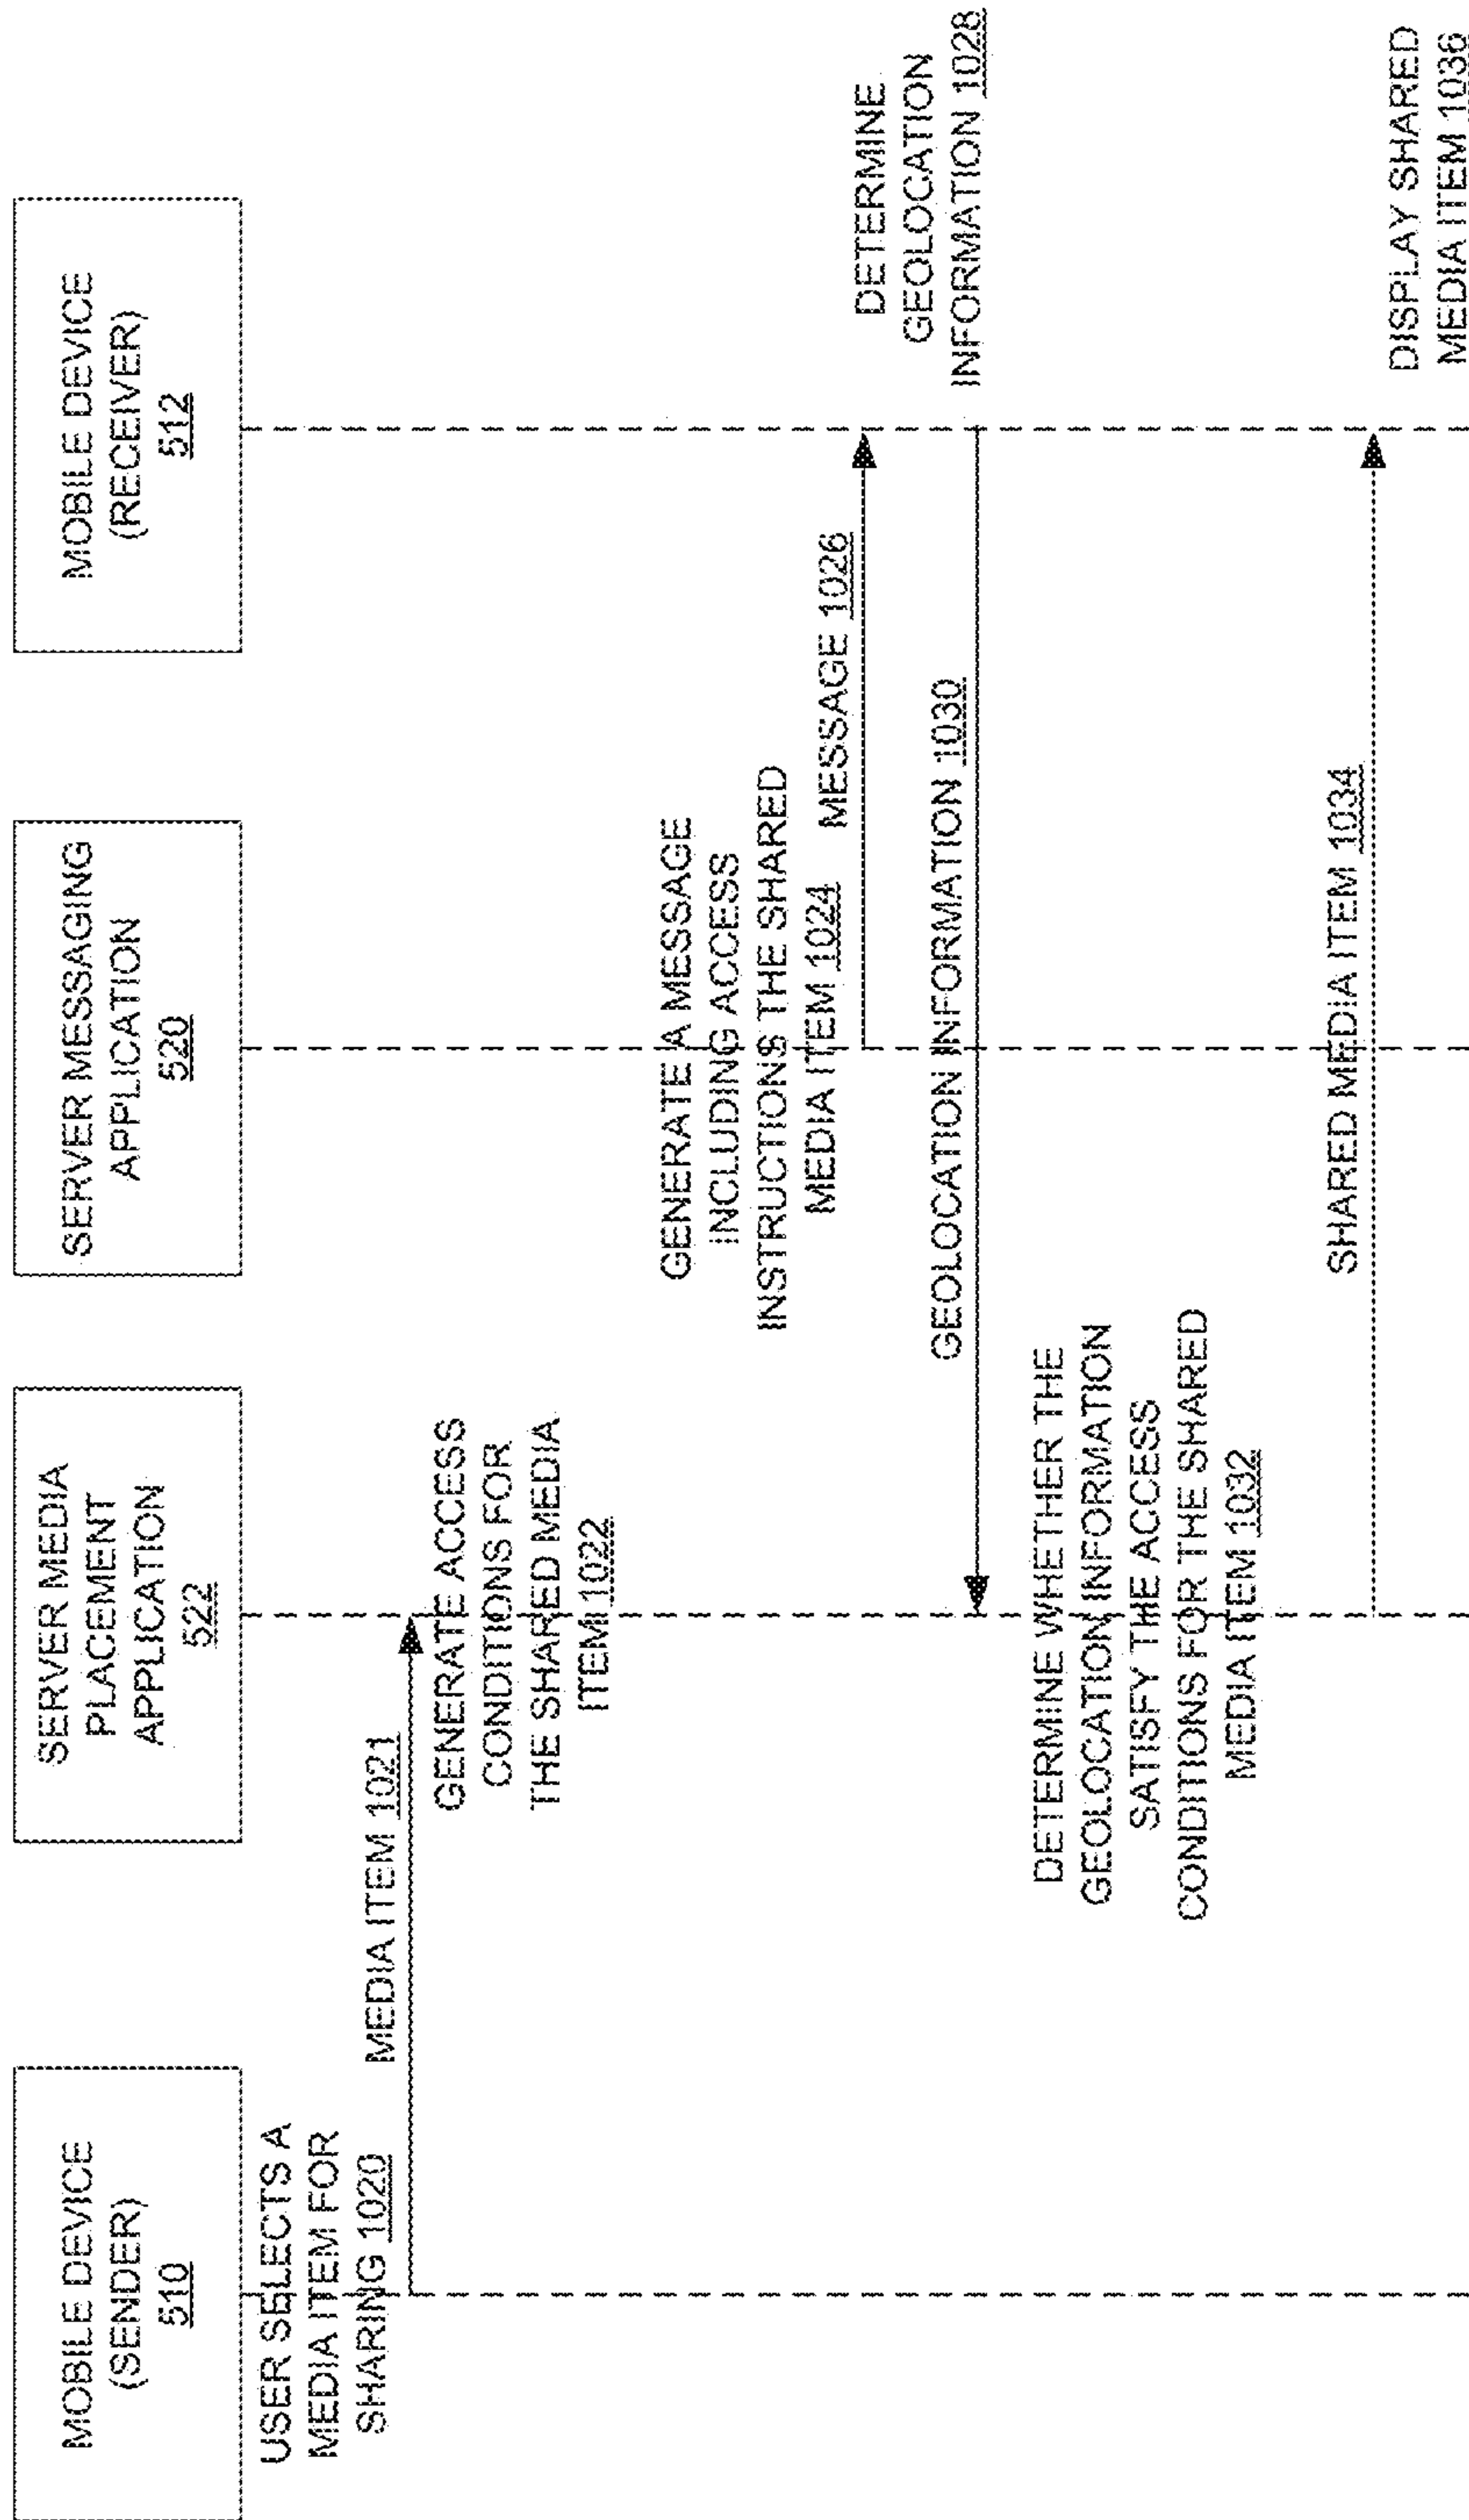 MOBILE DEVICE
(SENDER)
510
SERVER MEDIA
PLACEMENT
APPLICATION
522
SERVER MESSAGING
APPLICATION
520
MOBILE DEVICE
(RECEIVER)
512
USER SELECTS A
MEDIA ITEM FOR
SHARING 1020
MEDIA ITEM 1021
GENERATE ACCESS
CONDITIONS FOR
THE SHARED MEDIA
ITEM 1022
GENERATE A MESSAGE
INCLUDING ACCESS
INSTRUCTIONS THE SHARED
MEDIA ITEM 1024
MESSAGE 1026
DETERMINE
GEOLOCATION
INFORMATION 1028
GEOLOCATION INFORMATION 1030
DETERMINE WHETHER THE
GEOLOCATION INFORMATION
SATISFY THE ACCESS
CONDITIONS FOR THE SHARED
MEDIA ITEM 1032
SHARED MEDIA ITEM 1034
DISPLAY SHARED
MEDIA ITEM 1036